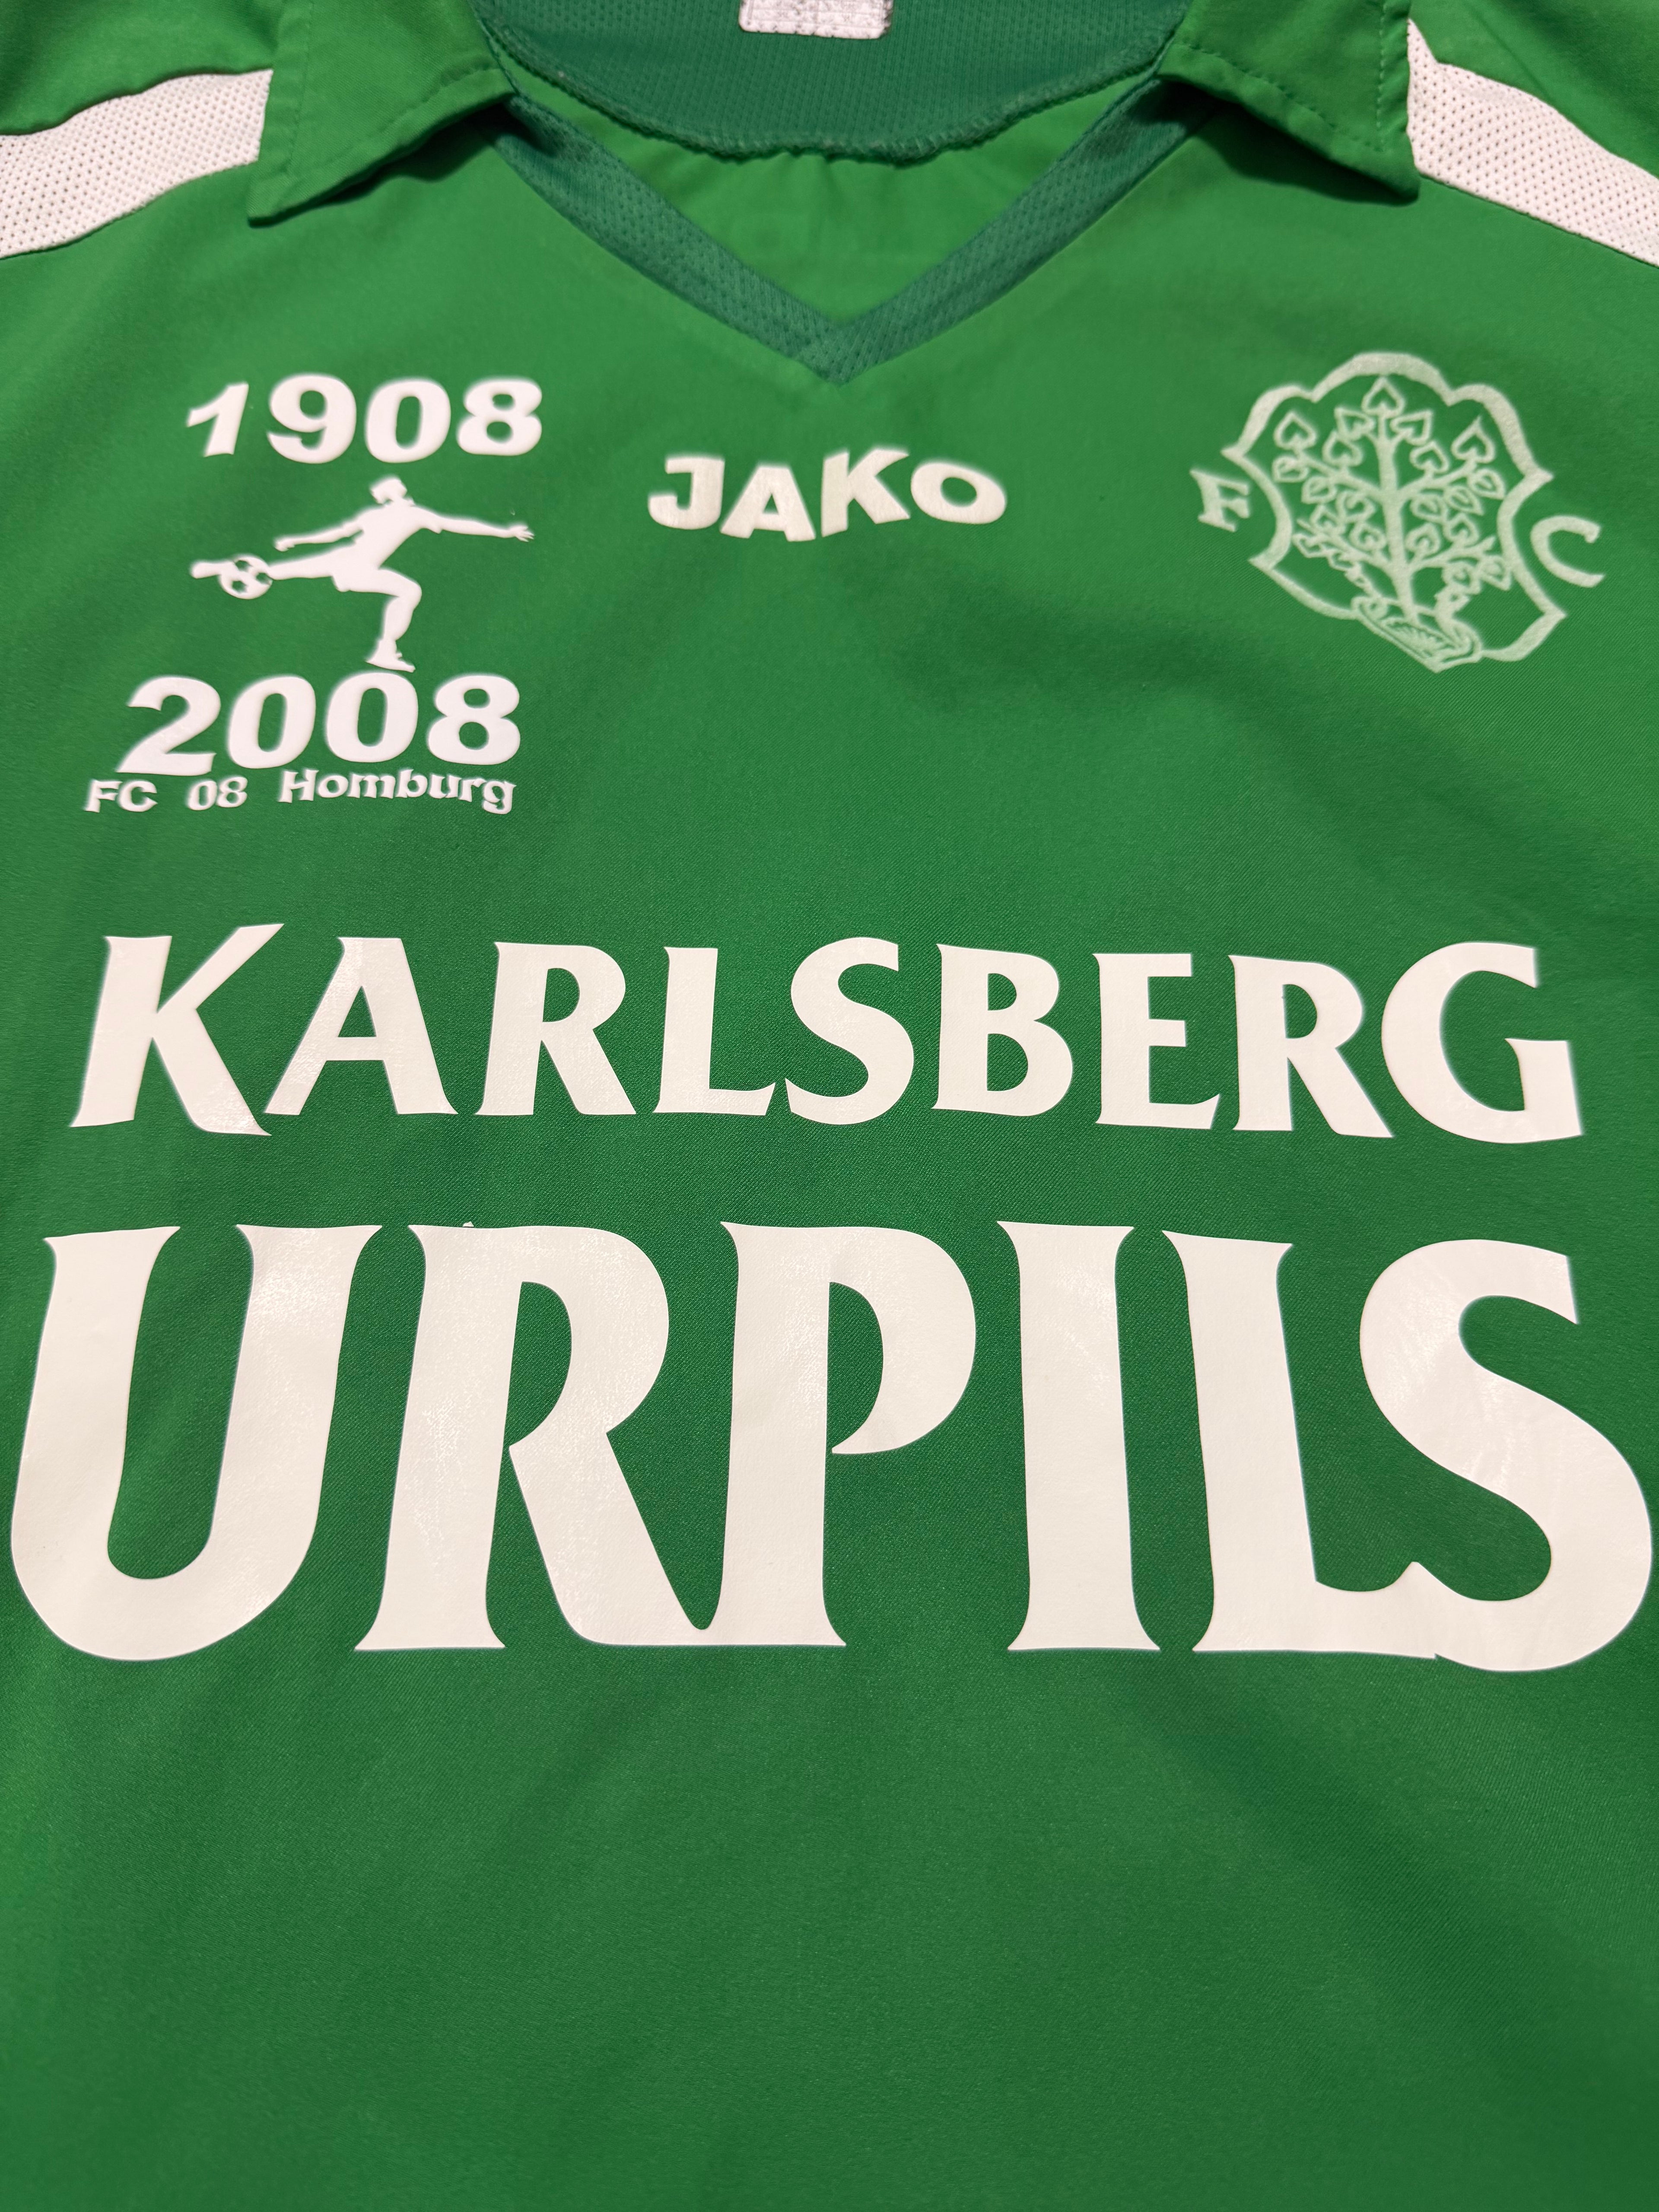 1908
JAKO
F C
2008
FC 08 Homburg
KARLSBERG
URPILS